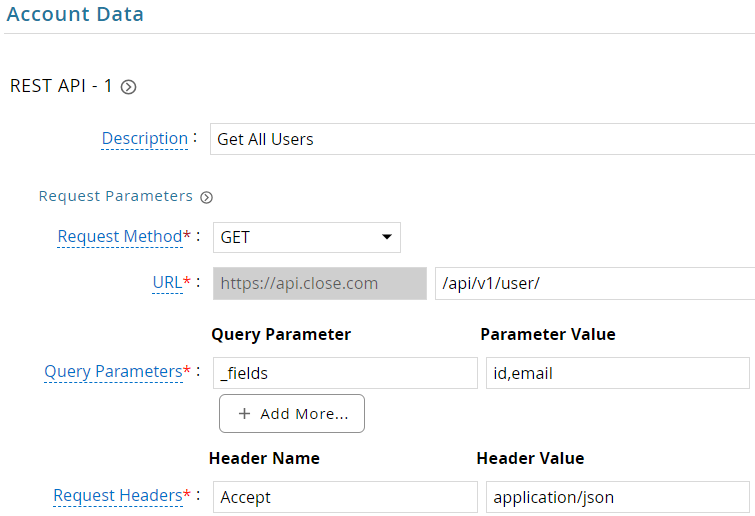 Account Data
REST API - 1
Description : Get All Users
Request Parameters
Request Method* : GET
URL* : https://api.close.com /api/v1/user/
Query Parameter Parameter Value
Query Parameters* : _fields id,email
+ Add More...
Header Name Header Value
Request Headers* : Accept application/json